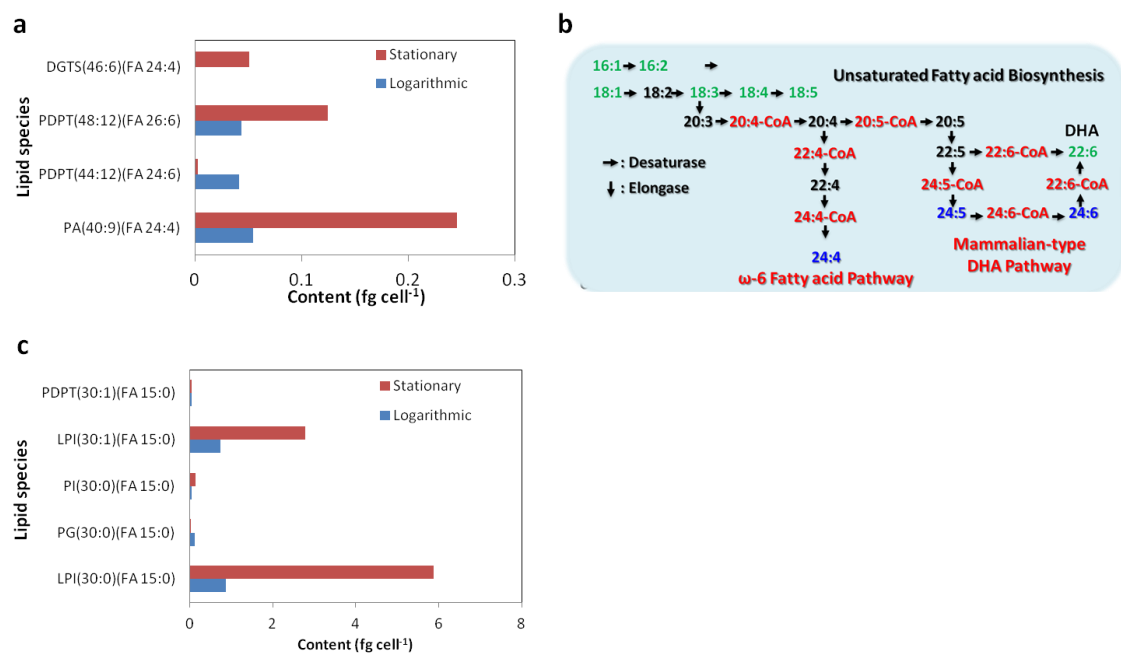 a
Stationary
Logarithmic
DGTS(46:6)(FA 24:4)
PDPT(48:12)(FA 26:6)
PDPT(44:12)(FA 24:6)
PA(40:9)(FA 24:4)
Lipid species
0 0.1 0.2 0.3
Content (fg cell-1)
b
16:1 → 16:2 →
Unsaturated Fatty acid Biosynthesis
18:1 → 18:2 → 18:3 → 18:4 → 18:5
20:3 → 20:4-CoA → 20:4 → 20:5-CoA → 20:5
DHA
22:4-CoA
22:5 → 22:6-CoA → 22:6
→ : Desaturase
22:4
24:5-CoA 22:6-CoA
↓ : Elongase
24:4-CoA
24:5 → 24:6-CoA → 24:6
24:4
Mammalian-type
DHA Pathway
ω-6 Fatty acid Pathway
c
Stationary
Logarithmic
PDPT(30:1)(FA 15:0)
LPI(30:1)(FA 15:0)
PI(30:0)(FA 15:0)
PG(30:0)(FA 15:0)
LPI(30:0)(FA 15:0)
Lipid species
0 2 4 6 8
Content (fg cell-1)